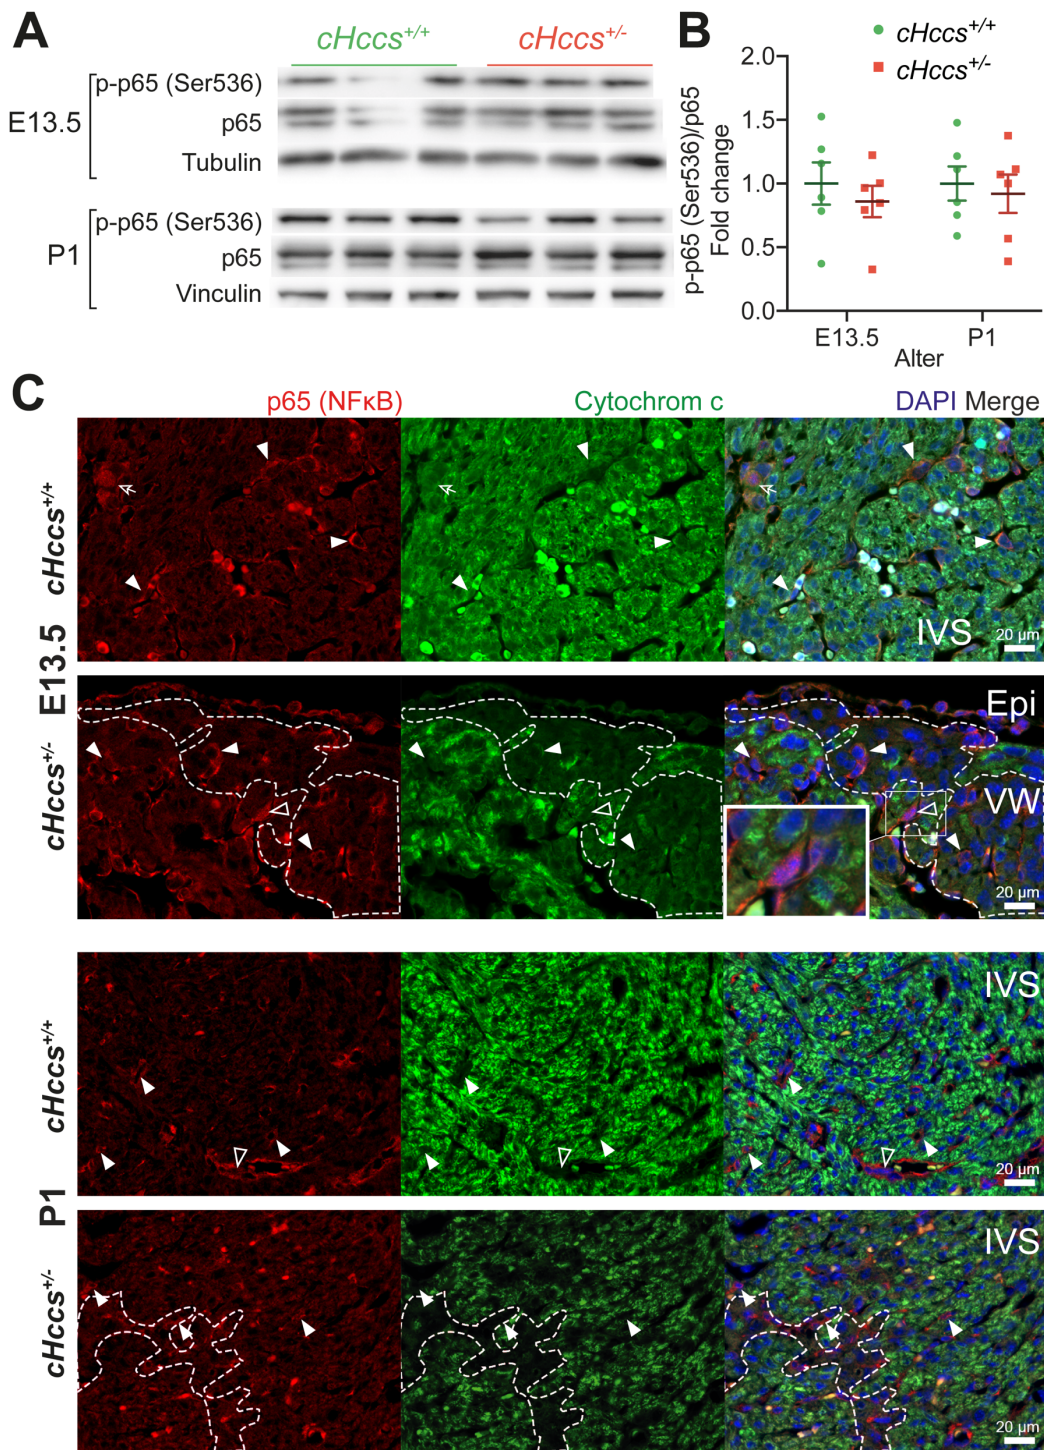 A
cHccs+/+ cHccs+/-
E13.5
p-p65 (Ser536)
p65
Tubulin
P1
p-p65 (Ser536)
p65
Vinculin
B
cHccs+/+
cHccs+/-
p-p65 (Ser536)/p65
Fold change
2.0
1.5
1.0
0.5
0.0
E13.5 P1
Alter
C
p65 (NFκB) Cytochrom c DAPI Merge
E13.5
cHccs+/+
IVS
20 µm
cHccs+/-
Epi
VW
20 µm
P1
cHccs+/+
IVS
20 µm
cHccs+/-
IVS
20 µm